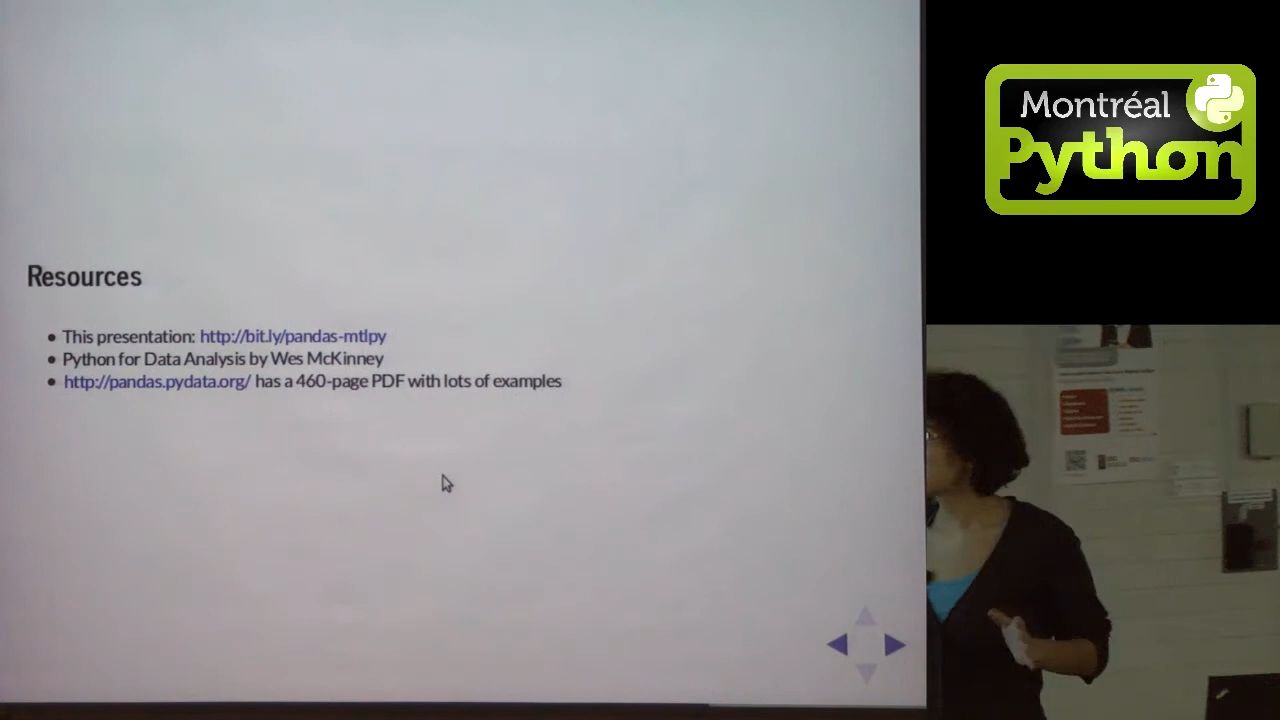 Montréal
Python
Resources
• This presentation: http://bit.ly/pandas-mtlpy
• Python for Data Analysis by Wes McKinney
• http://pandas.pydata.org/ has a 460-page PDF with lots of examples